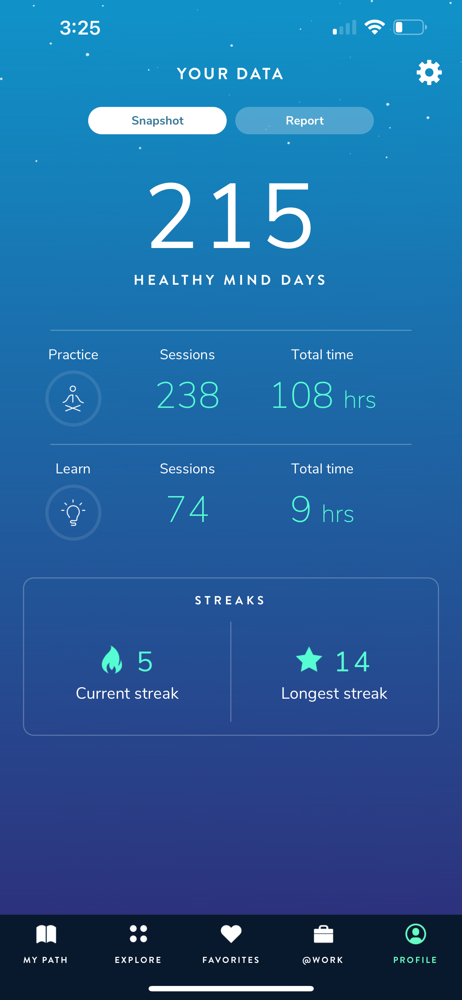 3:25
YOUR DATA
Snapshot Report
215
HEALTHY MIND DAYS
Practice Sessions Total time
238 108 hrs
Learn Sessions Total time
74 9 hrs
STREAKS
5 14
Current streak Longest streak
MY PATH EXPLORE FAVORITES @WORK PROFILE